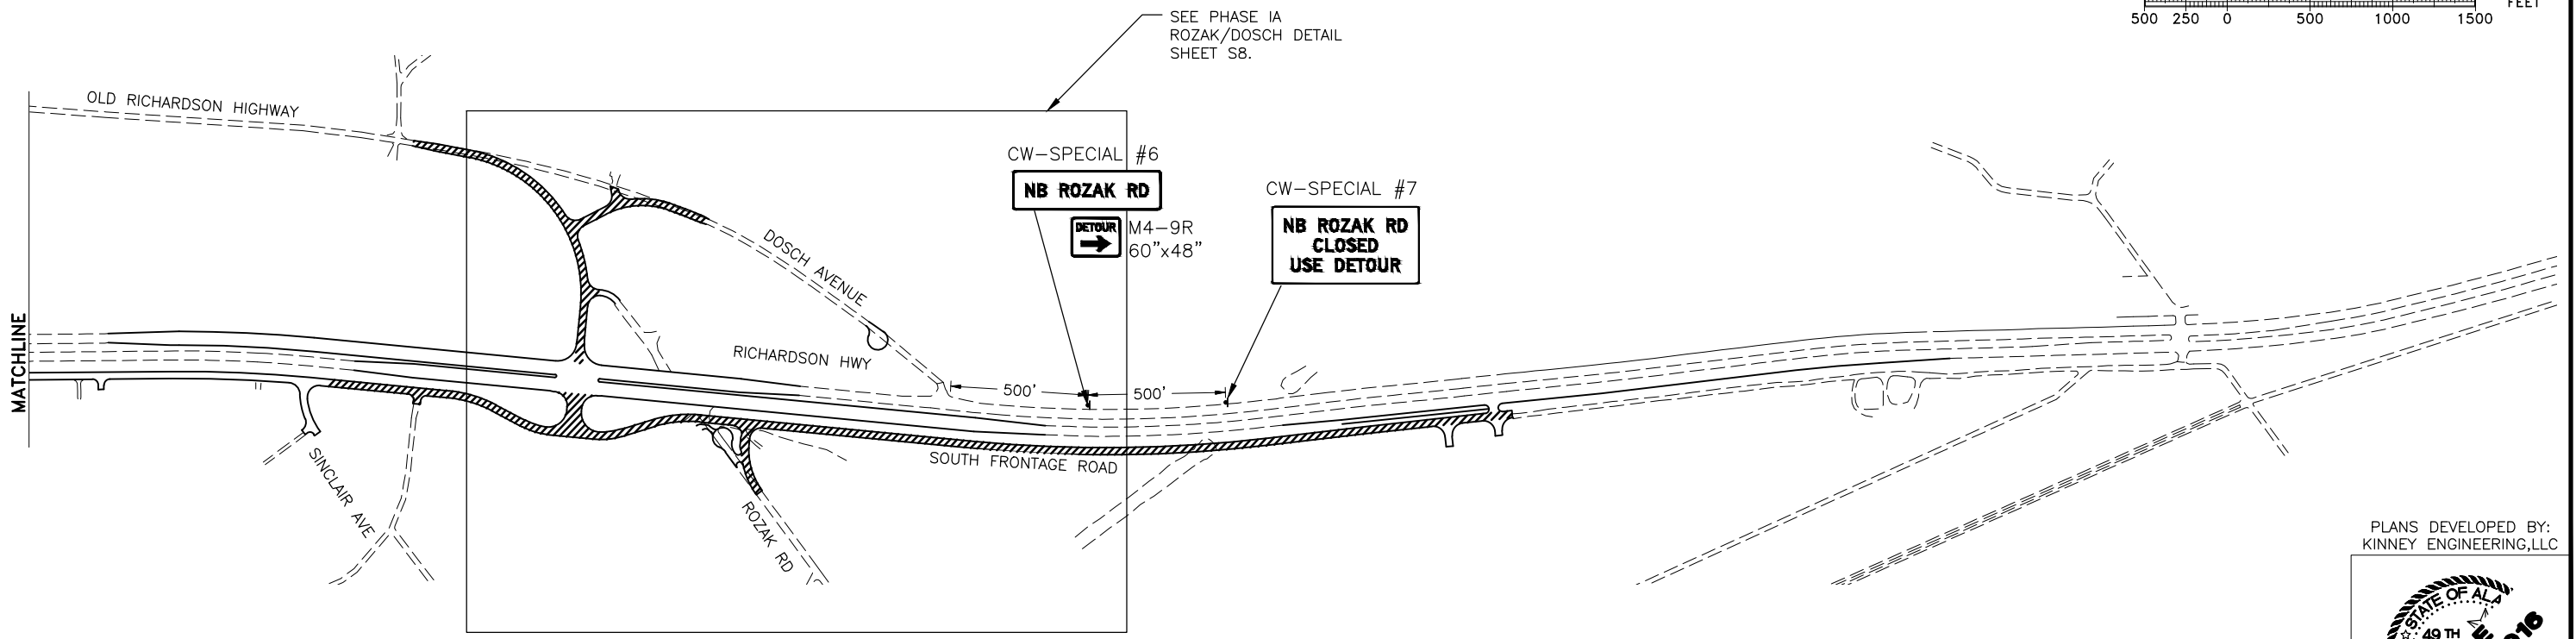 SEE PHASE IA
ROZAK/DOSCH DETAIL
SHEET S8.
FEET
500 250 0 500 1000 1500
OLD RICHARDSON HIGHWAY
CW-SPECIAL #6
NB ROZAK RD
DETOUR
M4-9R
60"x48"
CW-SPECIAL #7
NB ROZAK RD
CLOSED
USE DETOUR
DOSCH AVENUE
RICHARDSON HWY
500'
500'
MATCHLINE
SOUTH FRONTAGE ROAD
SINCLAIR AVE
ROZAK RD
PLANS DEVELOPED BY:
KINNEY ENGINEERING,LLC
STATE OF ALA
49 TH